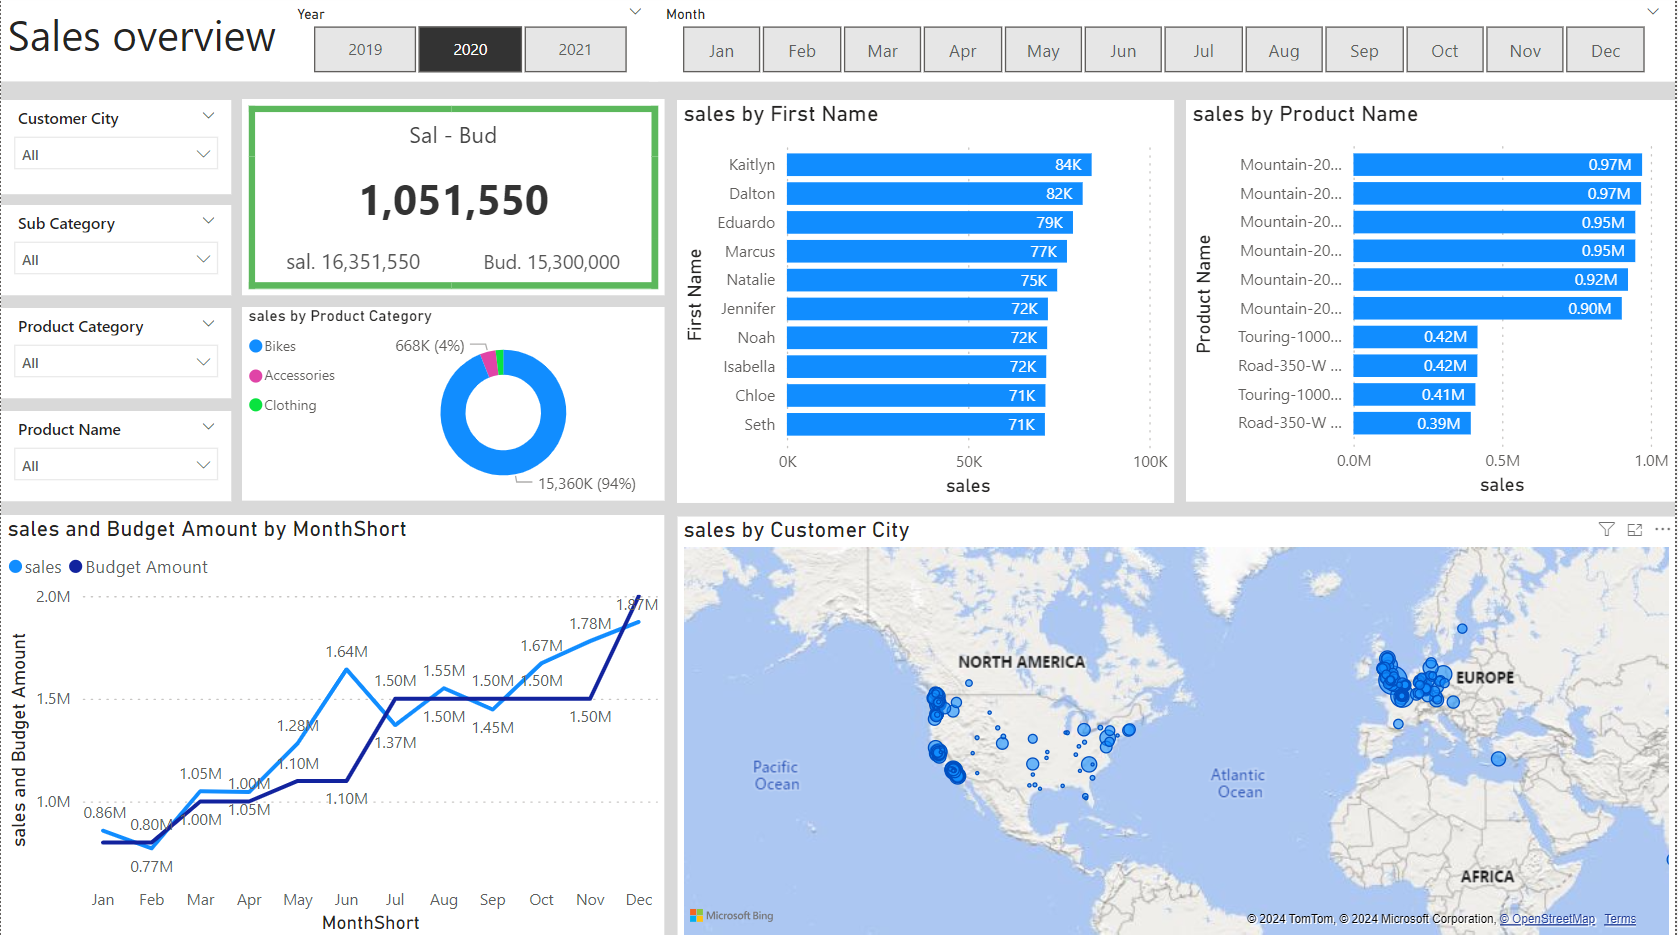 Sales overview
Year
2019 2020 2021
Month
Jan Feb Mar Apr May Jun Jul Aug Sep Oct Nov Dec
Customer City
All
Sub Category
All
Product Category
All
Product Name
All
Sal - Bud
1,051,550
sal. 16,351,550 Bud. 15,300,000
sales by Product Category
Bikes
Accessories
Clothing
668K (4%)
15,360K (94%)
sales by First Name
First Name
Kaitlyn 84K
Dalton 82K
Eduardo 79K
Marcus 77K
Natalie 75K
Jennifer 72K
Noah 72K
Isabella 72K
Chloe 71K
Seth 71K
0K 50K 100K
sales
sales by Product Name
Product Name
Mountain-20... 0.97M
Mountain-20... 0.97M
Mountain-20... 0.95M
Mountain-20... 0.95M
Mountain-20... 0.92M
Mountain-20... 0.90M
Touring-1000... 0.42M
Road-350-W ... 0.42M
Touring-1000... 0.41M
Road-350-W ... 0.39M
0.0M 0.5M 1.0M
sales
sales and Budget Amount by MonthShort
sales Budget Amount
sales and Budget Amount
2.0M
1.5M
1.0M
0.86M
0.80M
0.77M
1.05M
1.00M
1.00M
1.05M
1.28M
1.10M
1.64M
1.10M
1.50M
1.37M
1.55M
1.50M
1.50M
1.45M
1.67M
1.50M
1.78M
1.50M
1.87M
Jan Feb Mar Apr May Jun Jul Aug Sep Oct Nov Dec
MonthShort
sales by Customer City
NORTH AMERICA
EUROPE
AFRICA
Pacific
Ocean
Atlantic
Ocean
Microsoft Bing
© 2024 TomTom, © 2024 Microsoft Corporation, © OpenStreetMap Terms